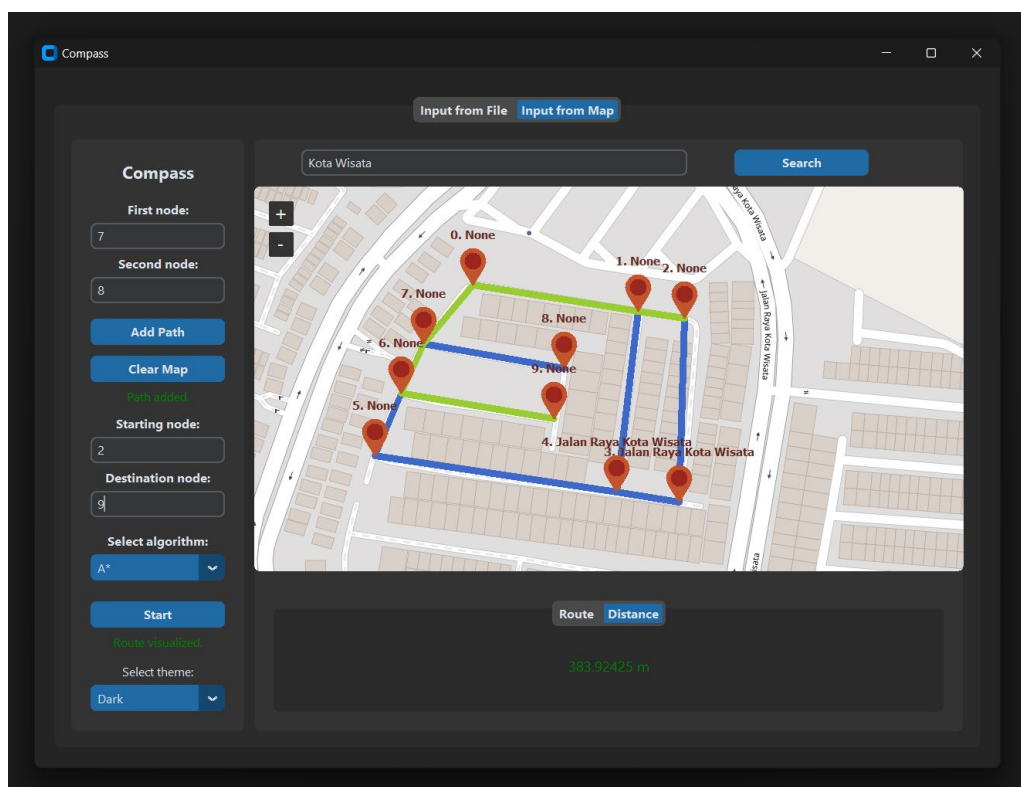 Compass
Input from File Input from Map
Compass
First node:
7
Second node:
8
Add Path
Clear Map
Path added.
Starting node:
2
Destination node:
9
Select algorithm:
A*
Start
Route visualized.
Select theme:
Dark
Kota Wisata
Search
+
-
0. None
1. None
2. None
7. None
8. None
6. None
9. None
5. None
4. Jalan Raya Kota Wisata
3. Jalan Raya Kota Wisata
Raya Kota Wisata
Jalan Raya Kota Wisata
Route Distance
383.92425 m